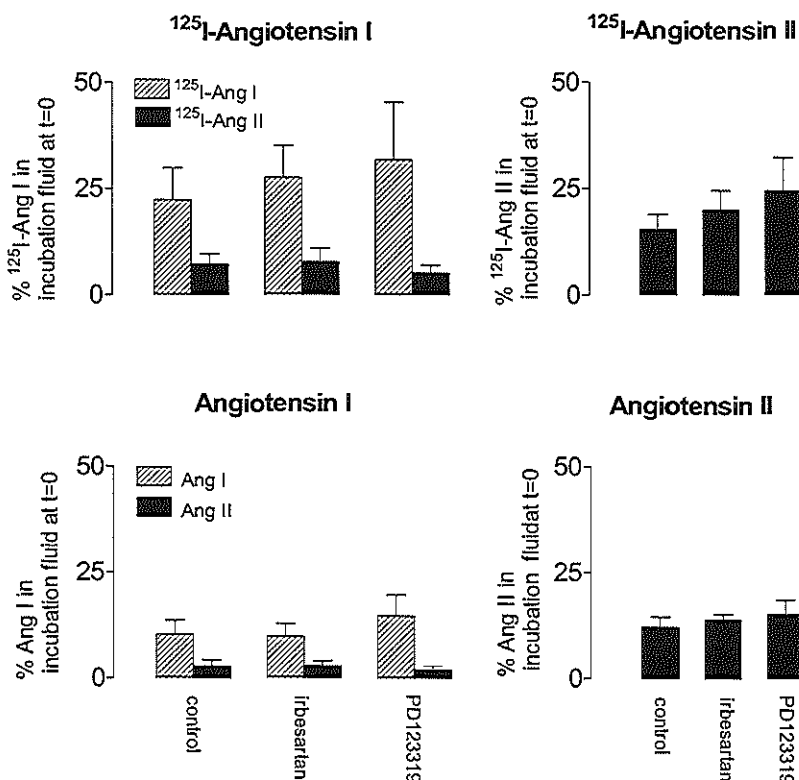 ¹²⁵I-Angiotensin I
% ¹²⁵I-Ang I in
incubation fluid at t=0
50
25
0
¹²⁵I-Ang I
¹²⁵I-Ang II
¹²⁵I-Angiotensin II
% ¹²⁵I-Ang II in
incubation fluid at t=0
50
25
0
Angiotensin I
% Ang I in
incubation fluid at t=0
50
25
0
Ang I
Ang II
control
irbesartan
PD123319
Angiotensin II
% Ang II in
incubation fluidat t=0
50
25
0
control
irbesartan
PD123319